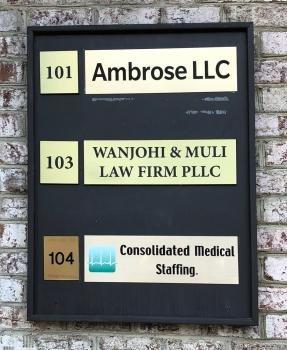 101
Ambrose LLC
103
WANJOHI & MULI
LAW FIRM PLLC
104
Consolidated Medical
Staffing.